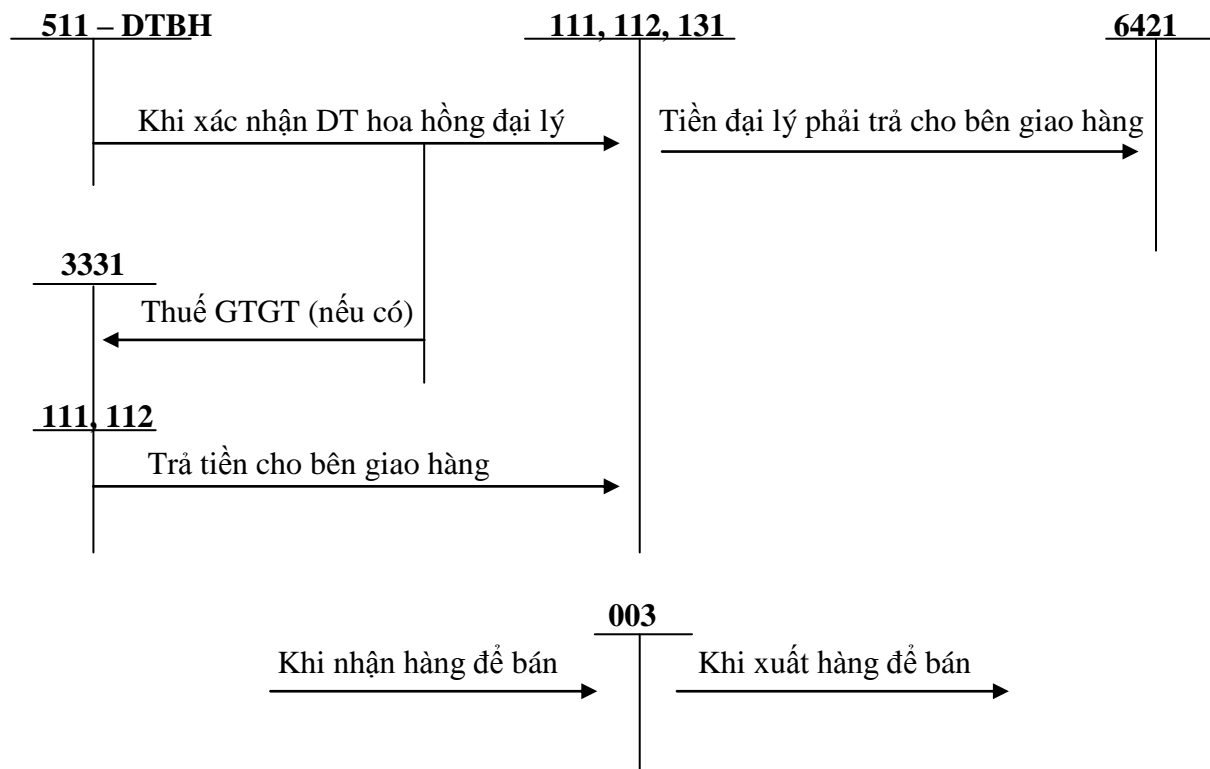 511 – DTBH
111, 112, 131
6421
Khi xác nhận DT hoa hồng đại lý
Tiền đại lý phải trả cho bên giao hàng
3331
Thuế GTGT (nếu có)
111, 112
Trả tiền cho bên giao hàng
003
Khi nhận hàng để bán
Khi xuất hàng để bán